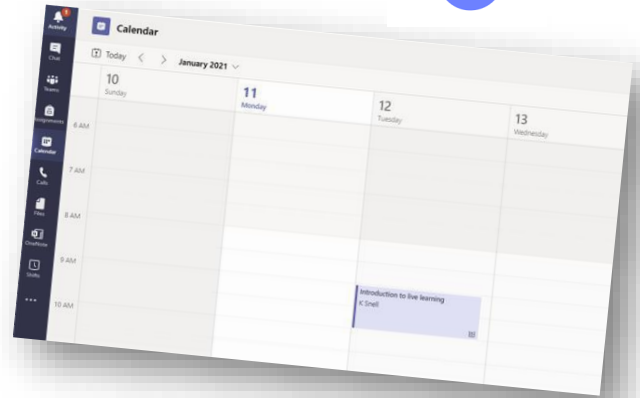 Activity
Calendar
Chat
Today
January 2021
Teams
10
Sunday
11
Monday
12
Tuesday
13
Wednesday
Assignments
6 AM
Calendar
7 AM
Calls
8 AM
Files
OneNote
9 AM
Introduction to live learning
K Snell
Shifts
10 AM